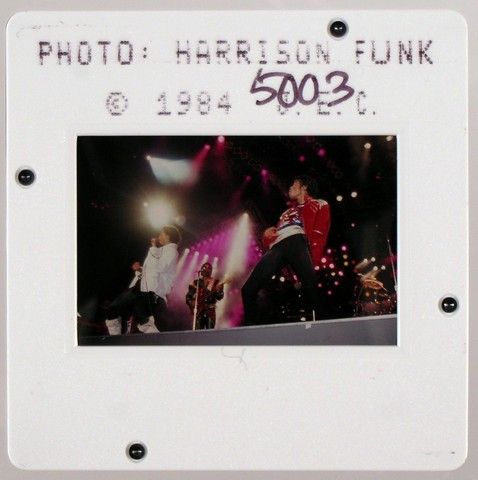 PHOTO: HARRISON FUNK
© 1984 J.E.C.
5003